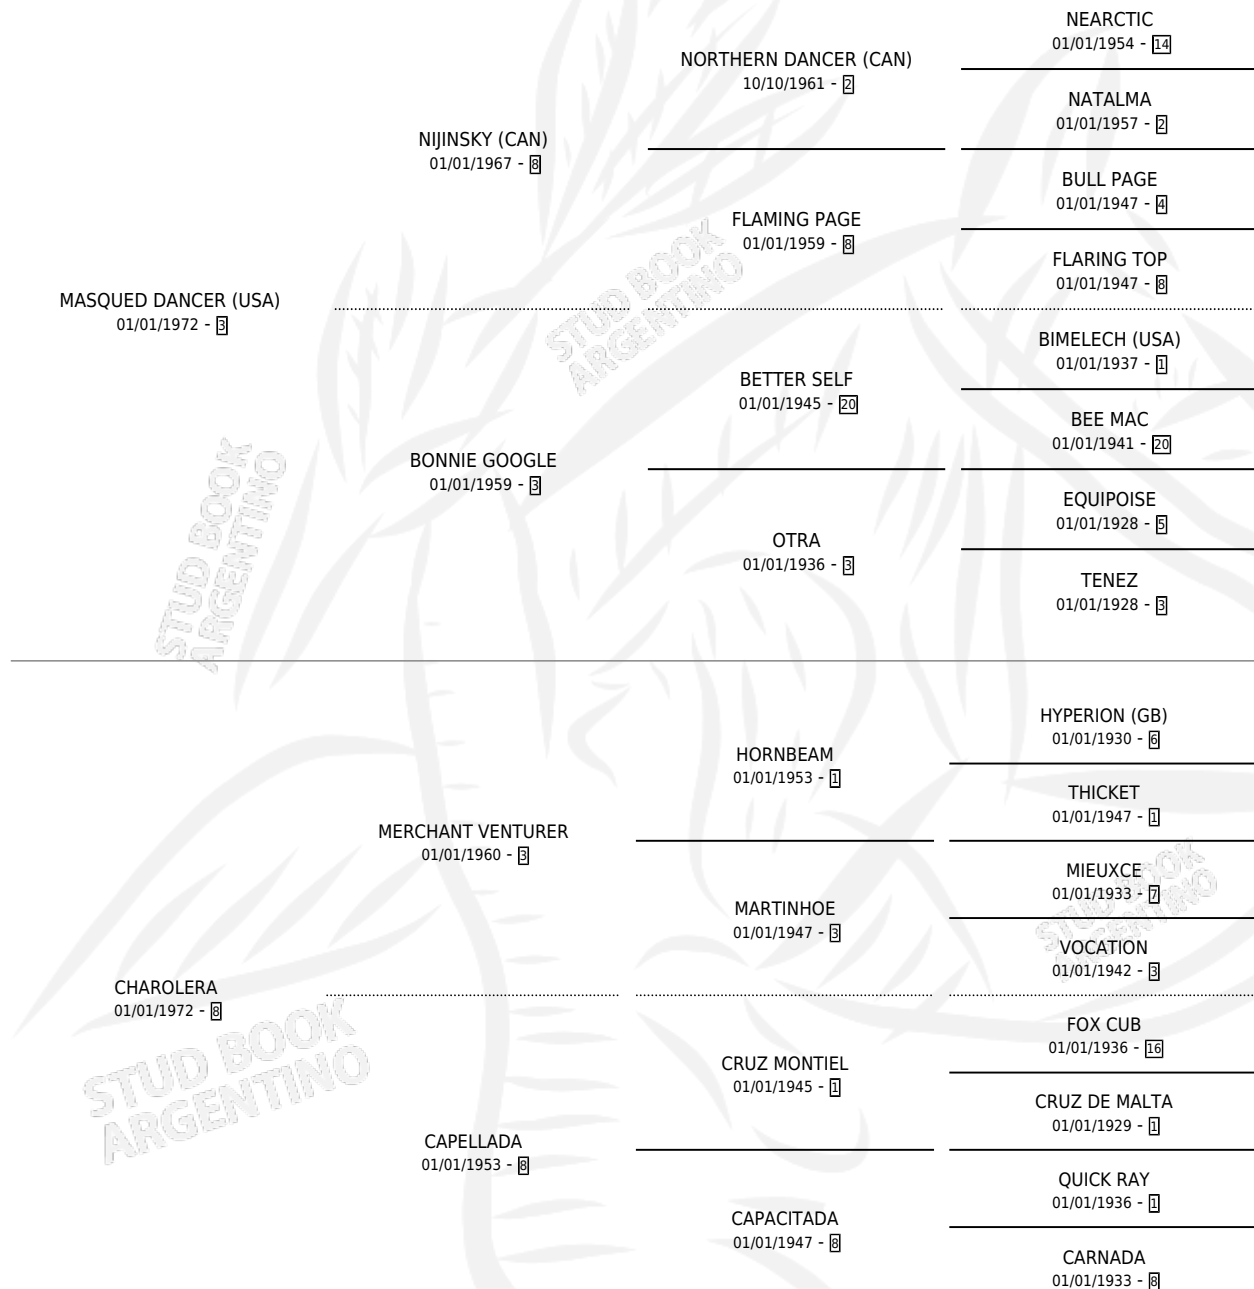 NEARCTIC
01/01/1954 - 14
NORTHERN DANCER (CAN)
10/10/1961 - 2
NATALMA
01/01/1957 - 2
NIJINSKY (CAN)
01/01/1967 - 8
BULL PAGE
01/01/1947 - 4
FLAMING PAGE
01/01/1959 - 8
FLARING TOP
01/01/1947 - 8
MASQUED DANCER (USA)
01/01/1972 - 3
STUD BOOK
ARGENTINO
BIMELECH (USA)
01/01/1937 - 1
BETTER SELF
01/01/1945 - 20
BEE MAC
01/01/1941 - 20
BONNIE GOOGLE
01/01/1959 - 3
EQUIPOISE
01/01/1928 - 5
OTRA
01/01/1936 - 3
TENEZ
01/01/1928 - 3
STUD BOOK
ARGENTINO
HYPERION (GB)
01/01/1930 - 6
HORNBEAM
01/01/1953 - 1
THICKET
01/01/1947 - 1
MERCHANT VENTURER
01/01/1960 - 3
MIEUXCE
01/01/1933 - 7
MARTINHOE
01/01/1947 - 3
VOCATION
01/01/1942 - 3
STUD BOOK
ARGENTINO
CHAROLERA
01/01/1972 - 8
FOX CUB
01/01/1936 - 16
CRUZ MONTIEL
01/01/1945 - 1
CRUZ DE MALTA
01/01/1929 - 1
STUD BOOK
ARGENTINO
CAPELLADA
01/01/1953 - 8
QUICK RAY
01/01/1936 - 1
CAPACITADA
01/01/1947 - 8
CARNADA
01/01/1933 - 8